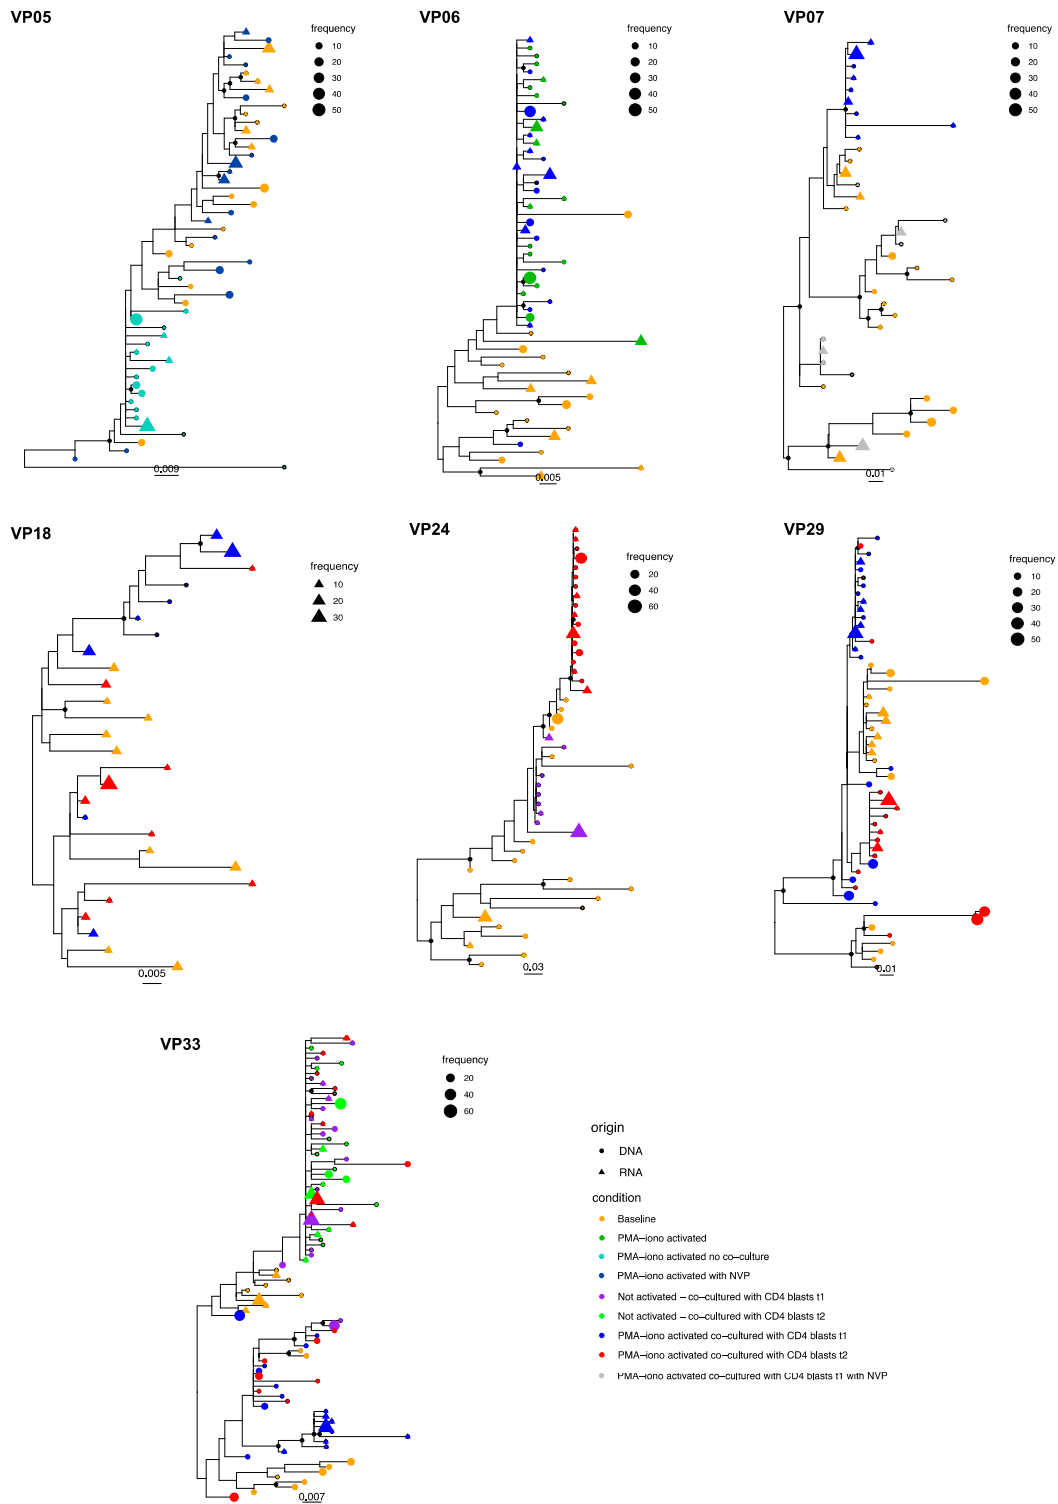 VP05
frequency
10
20
30
40
50
0.009
VP06
frequency
10
20
30
40
50
0.005
VP07
frequency
10
20
30
40
50
0.01
VP18
frequency
10
20
30
0.005
VP24
frequency
20
40
60
0.03
VP29
frequency
10
20
30
40
50
0.01
VP33
frequency
20
40
60
0.007
origin
DNA
RNA
condition
Baseline
PMA–iono activated
PMA–iono activated no co–culture
PMA–iono activated with NVP
Not activated – co–cultured with CD4 blasts t1
Not activated – co–cultured with CD4 blasts t2
PMA–iono activated co–cultured with CD4 blasts t1
PMA–iono activated co–cultured with CD4 blasts t2
PMA–iono activated co–cultured with CD4 blasts t1 with NVP